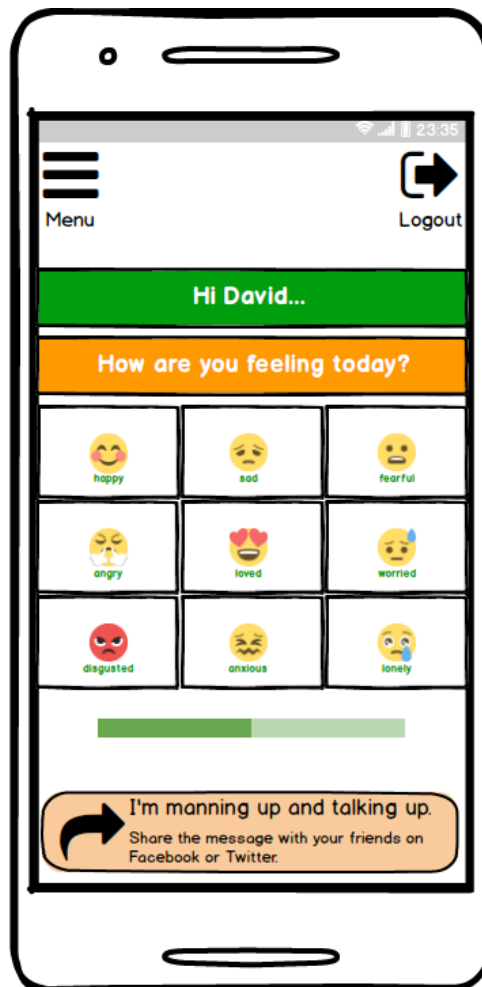 23:35
Menu
Logout
Hi David...
How are you feeling today?
happy
sad
fearful
angry
loved
worried
disgusted
anxious
lonely
I'm manning up and talking up.
Share the message with your friends on
Facebook or Twitter.